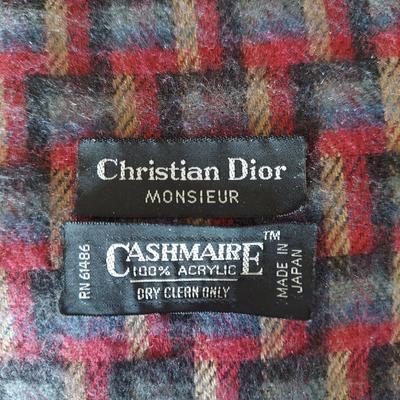 Christian Dior
MONSIEUR
RN 61486
CASHMAIRE™
100% ACRYLIC
DRY CLEAN ONLY
MADE IN
JAPAN